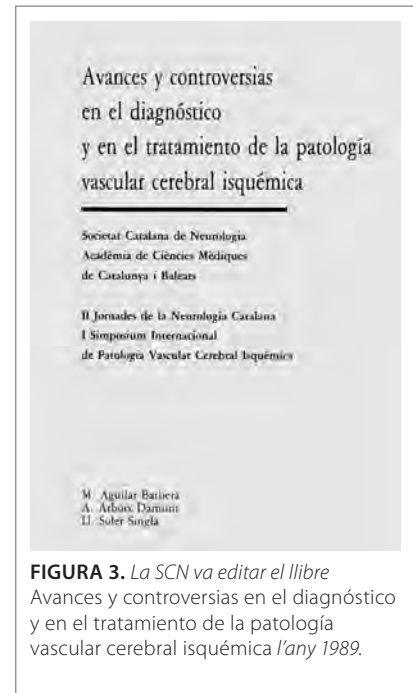 Avances y controversias
en el diagnóstico
y en el tratamiento de la patología
vascular cerebral isquémica
Societat Catalana de Neurologia
Acadèmia de Ciències Mèdiques
de Catalunya i Balears
II Jornades de la Neurologia Catalana
I Simposium Internacional
de Patologia Vascular Cerebral Isquémica
M. Aguilar Barberà
A. Arboix Damunt
Ll. Soler Singla
FIGURA 3. La SCN va editar el llibre
Avances y controversias en el diagnóstico
y en el tratamiento de la patología
vascular cerebral isquémica l'any 1989.